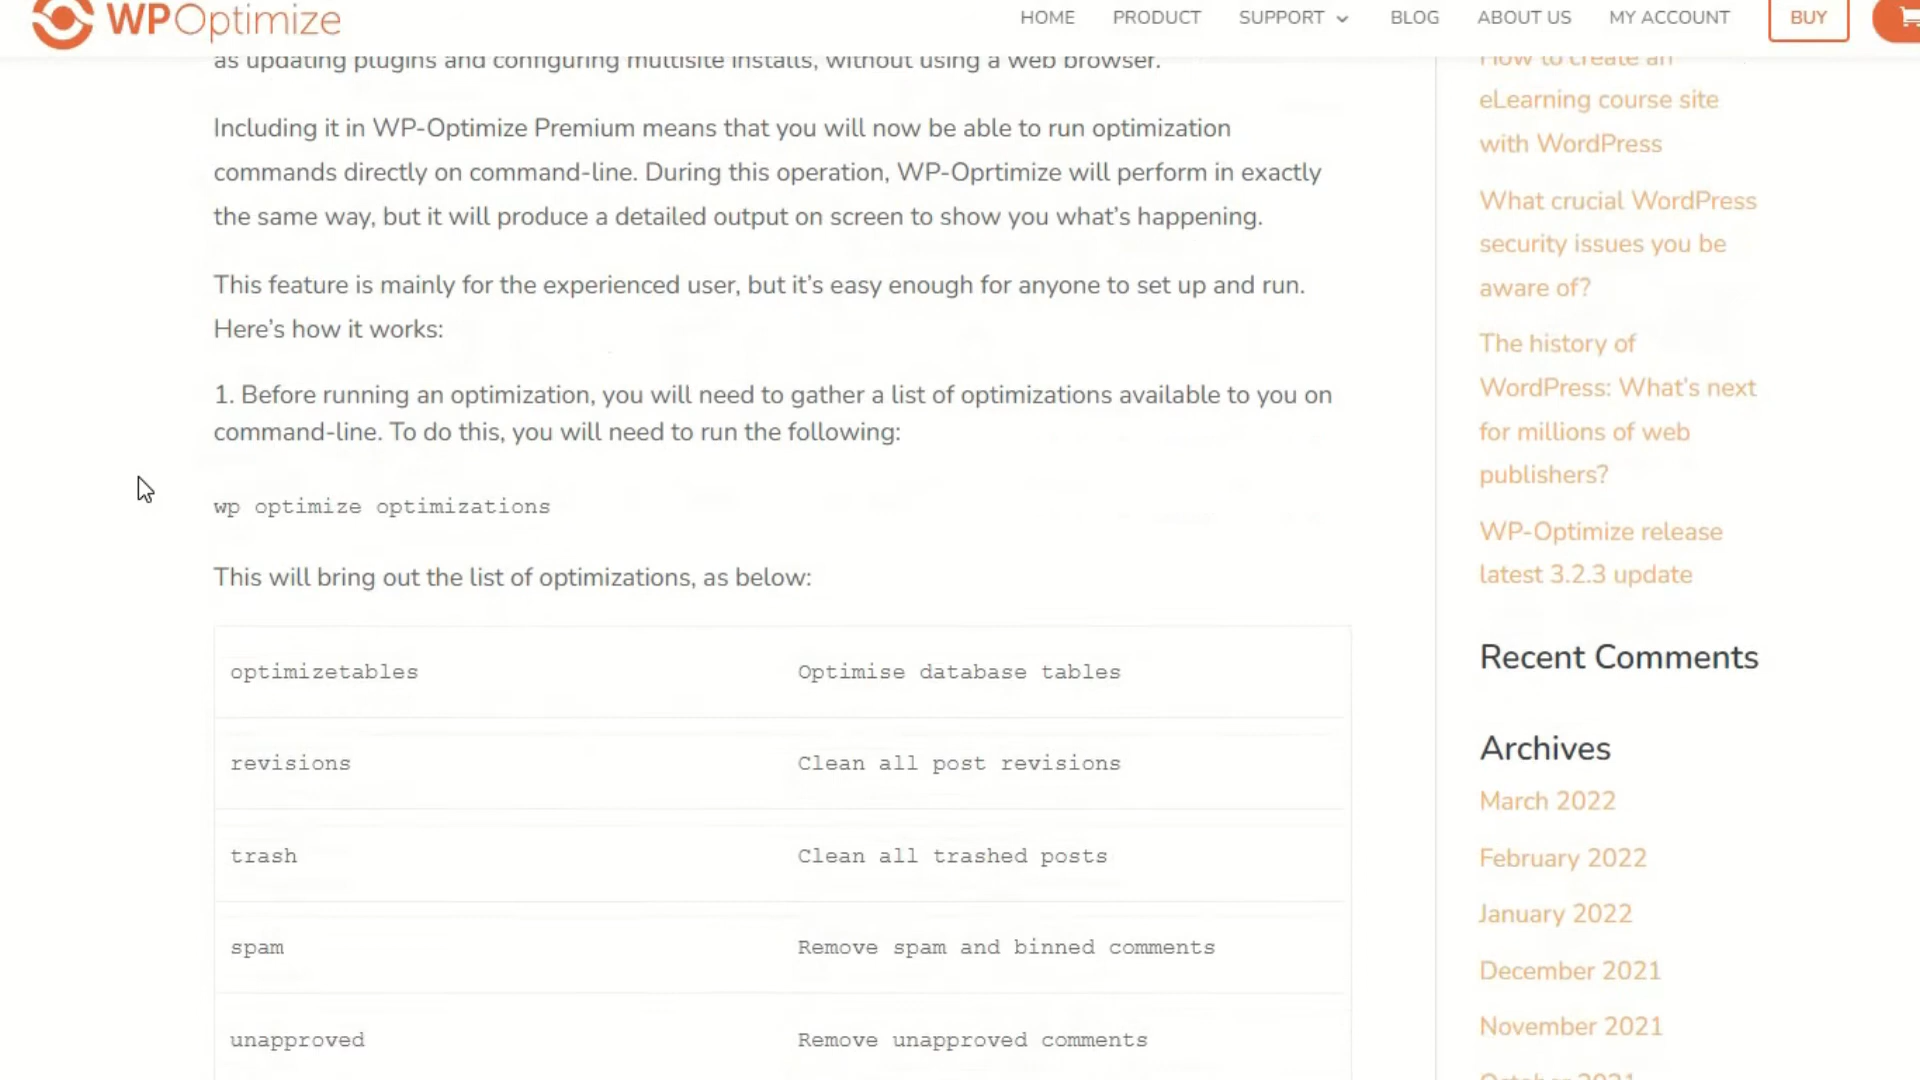 WPOptimize
HOME PRODUCT SUPPORT BLOG ABOUT US MY ACCOUNT BUY
as updating plugins and configuring multisite installs, without using a web browser.
Including it in WP-Optimize Premium means that you will now be able to run optimization
commands directly on command-line. During this operation, WP-Oprtimize will perform in exactly
the same way, but it will produce a detailed output on screen to show you what’s happening.
This feature is mainly for the experienced user, but it’s easy enough for anyone to set up and run.
Here’s how it works:
1. Before running an optimization, you will need to gather a list of optimizations available to you on
command-line. To do this, you will need to run the following:
wp optimize optimizations
This will bring out the list of optimizations, as below:
optimizetables Optimise database tables
revisions Clean all post revisions
trash Clean all trashed posts
spam Remove spam and binned comments
unapproved Remove unapproved comments
How to create an
eLearning course site
with WordPress
What crucial WordPress
security issues you be
aware of?
The history of
WordPress: What’s next
for millions of web
publishers?
WP-Optimize release
latest 3.2.3 update
Recent Comments
Archives
March 2022
February 2022
January 2022
December 2021
November 2021
October 2021